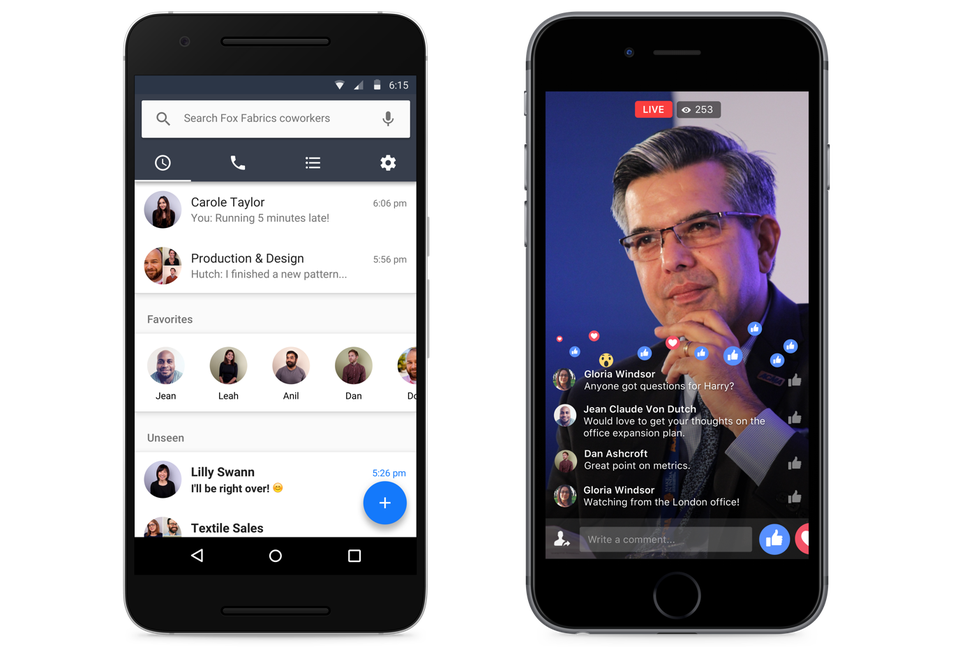 6:15
Search Fox Fabrics coworkers
Carole Taylor
6:06 pm
You: Running 5 minutes late!
Production & Design
5:56 pm
Hutch: I finished a new pattern...
Favorites
Jean
Leah
Anil
Dan
Do
Unseen
Lilly Swann
5:26 pm
I'll be right over! 😊
Textile Sales
LIVE
253
Gloria Windsor
Anyone got questions for Harry?
Jean Claude Von Dutch
Would love to get your thoughts on the
office expansion plan.
Dan Ashcroft
Great point on metrics.
Gloria Windsor
Watching from the London office!
Write a comment...